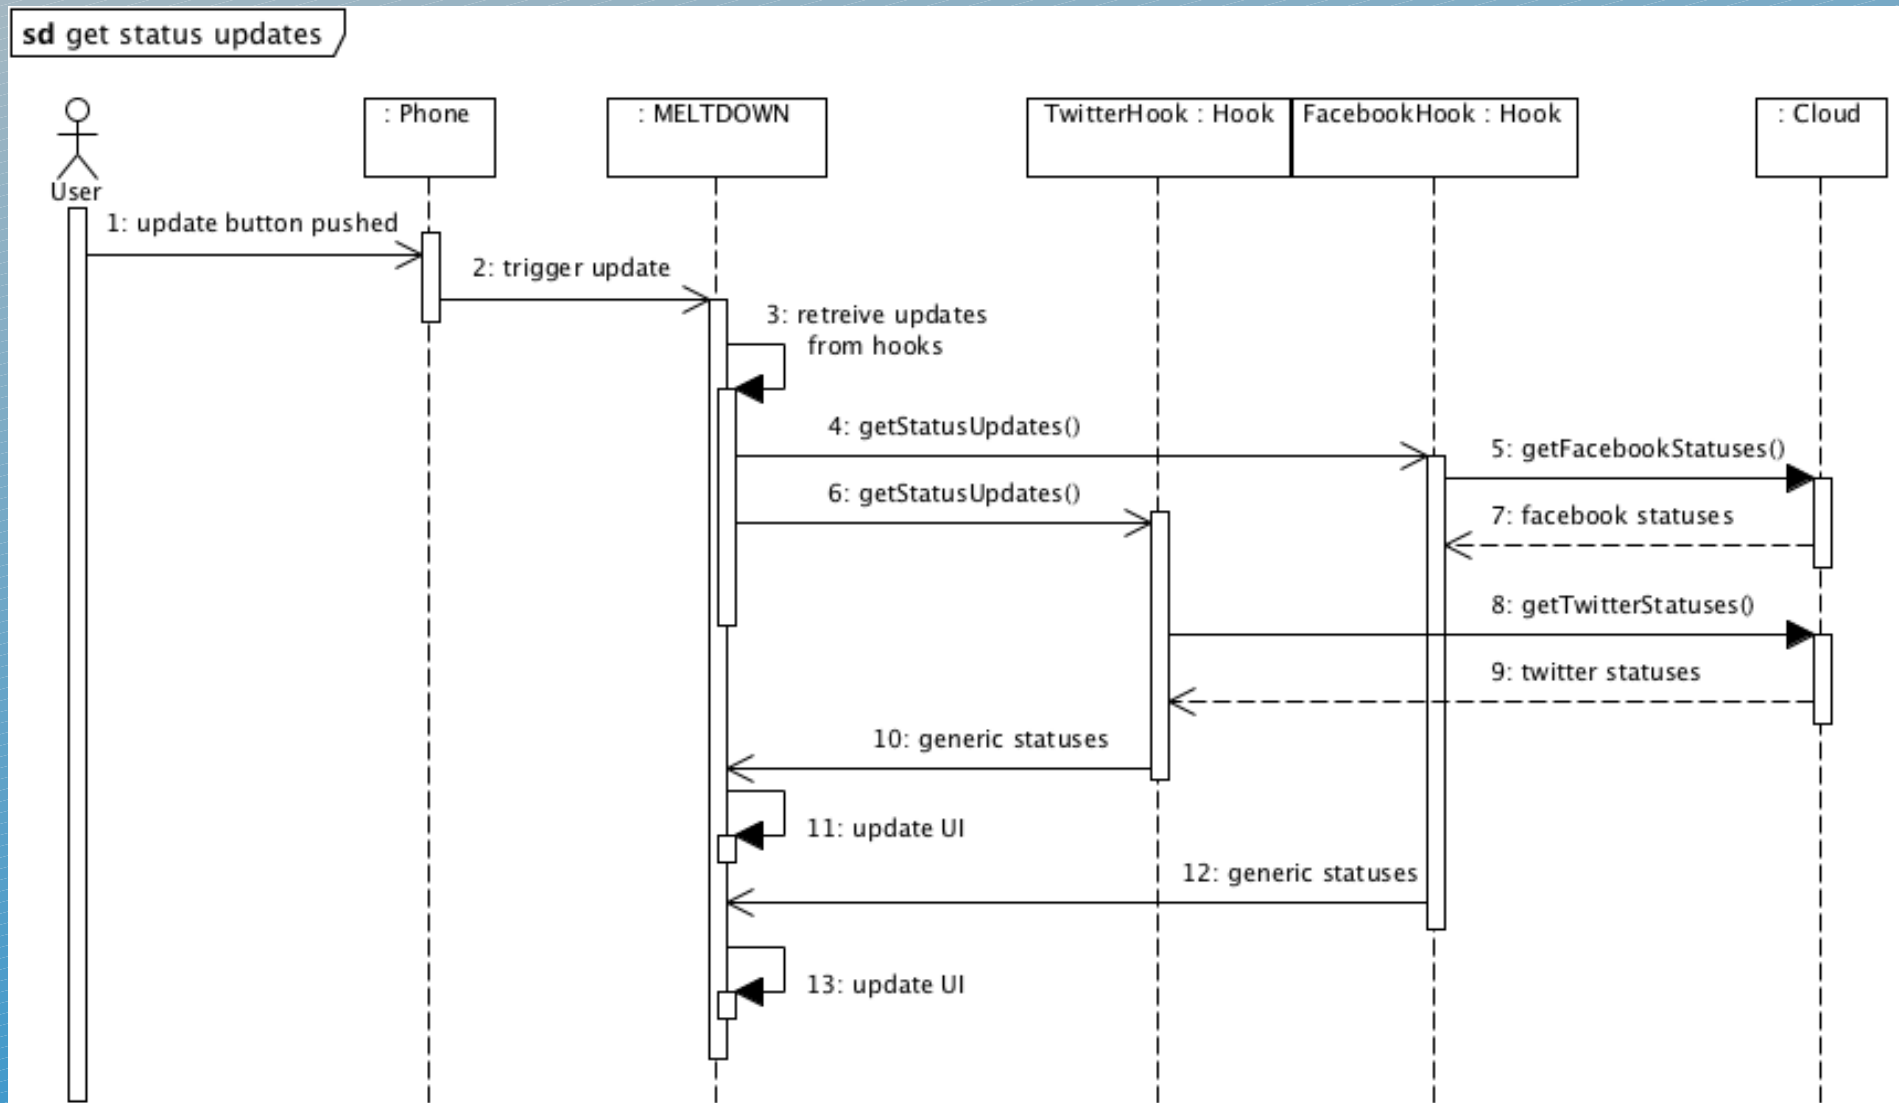 sd get status updates
: Phone
: MELTDOWN
TwitterHook : Hook
FacebookHook : Hook
: Cloud
User
1: update button pushed
2: trigger update
3: retreive updates
from hooks
4: getStatusUpdates()
5: getFacebookStatuses()
6: getStatusUpdates()
7: facebook statuses
8: getTwitterStatuses()
9: twitter statuses
10: generic statuses
11: update UI
12: generic statuses
13: update UI